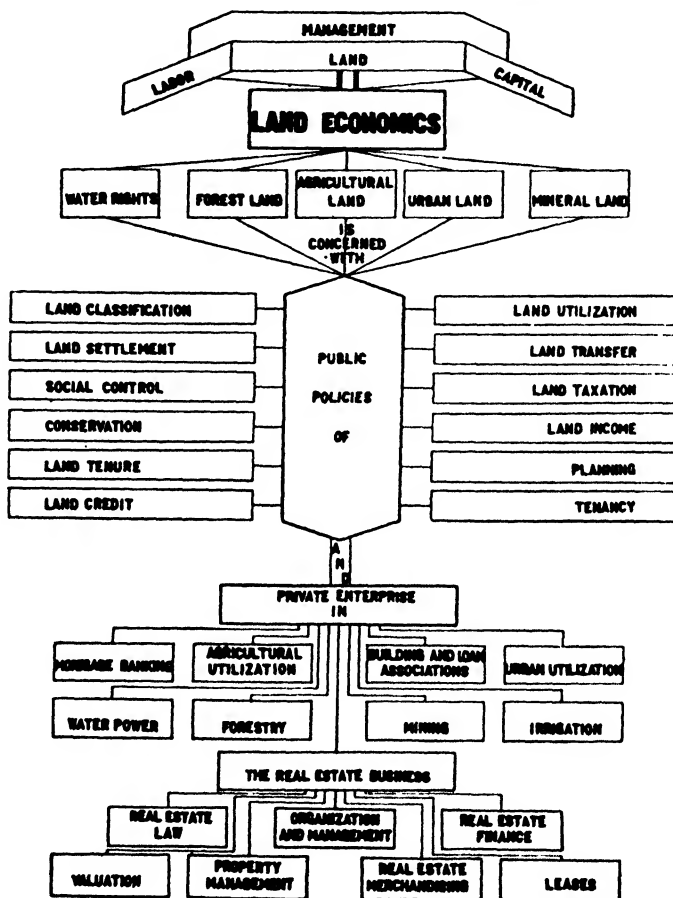 MANAGEMENT
LAND
LABOR
CAPITAL
LAND ECONOMICS
WATER RIGHTS
FOREST LAND
AGRICULTURAL
LAND
URBAN LAND
MINERAL LAND
IS
CONCERNED
WITH
LAND CLASSIFICATION
LAND SETTLEMENT
SOCIAL CONTROL
CONSERVATION
LAND TENURE
LAND CREDIT
PUBLIC
POLICIES
OF
LAND UTILIZATION
LAND TRANSFER
LAND TAXATION
LAND INCOME
PLANNING
TENANCY
AND
PRIVATE ENTERPRISE
IN
MORTGAGE BANKING
AGRICULTURAL
UTILIZATION
BUILDING AND LOAN
ASSOCIATIONS
URBAN UTILIZATION
WATER POWER
FORESTRY
MINING
IRRIGATION
THE REAL ESTATE BUSINESS
REAL ESTATE
LAW
ORGANIZATION
AND MANAGEMENT
REAL ESTATE
FINANCE
VALUATION
PROPERTY
MANAGEMENT
REAL ESTATE
MERCHANDISING
LEASES